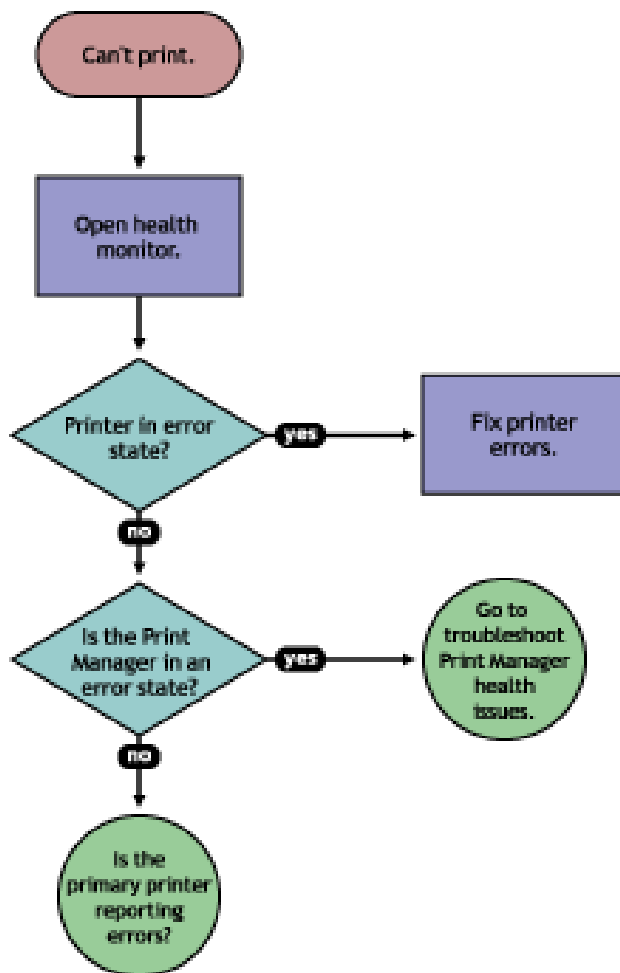 Can't print.
Open health
monitor.
Printer in error
state?
yes
Fix printer
errors.
no
Is the Print
Manager in an
error state?
yes
Go to
troubleshoot
Print Manager
health
issues.
no
Is the
primary printer
reporting
errors?